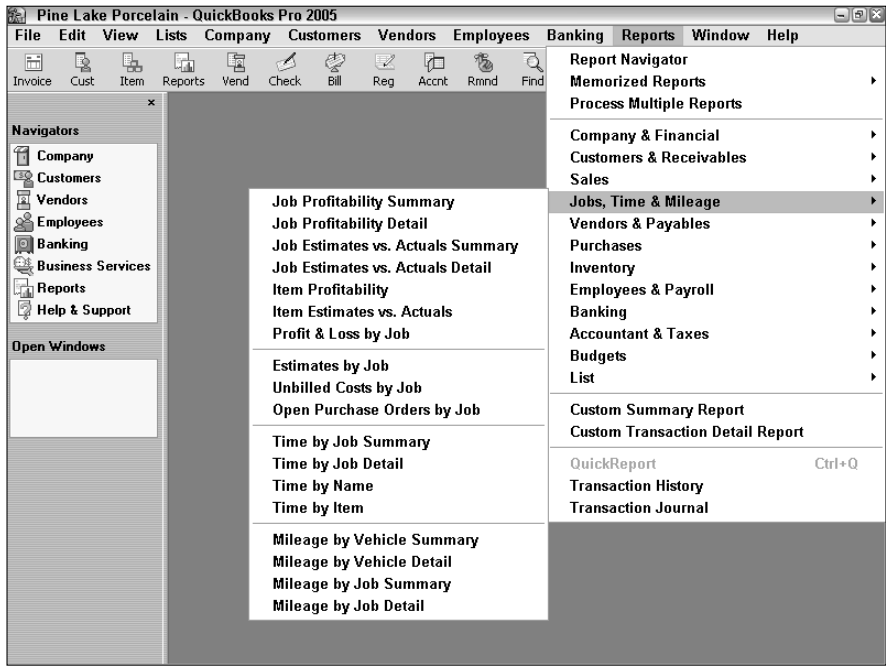 Pine Lake Porcelain - QuickBooks Pro 2005
File Edit View Lists Company Customers Vendors Employees Banking Reports Window Help
Invoice Cust Item Reports Vend Check Bill Reg Accnt Rmnd Find
Navigators
Company
Customers
Vendors
Employees
Banking
Business Services
Reports
Help & Support
Open Windows
Report Navigator
Memorized Reports
Process Multiple Reports
Company & Financial
Customers & Receivables
Sales
Jobs, Time & Mileage
Vendors & Payables
Purchases
Inventory
Employees & Payroll
Banking
Accountant & Taxes
Budgets
List
Custom Summary Report
Custom Transaction Detail Report
QuickReport Ctrl+Q
Transaction History
Transaction Journal
Job Profitability Summary
Job Profitability Detail
Job Estimates vs. Actuals Summary
Job Estimates vs. Actuals Detail
Item Profitability
Item Estimates vs. Actuals
Profit & Loss by Job
Estimates by Job
Unbilled Costs by Job
Open Purchase Orders by Job
Time by Job Summary
Time by Job Detail
Time by Name
Time by Item
Mileage by Vehicle Summary
Mileage by Vehicle Detail
Mileage by Job Summary
Mileage by Job Detail